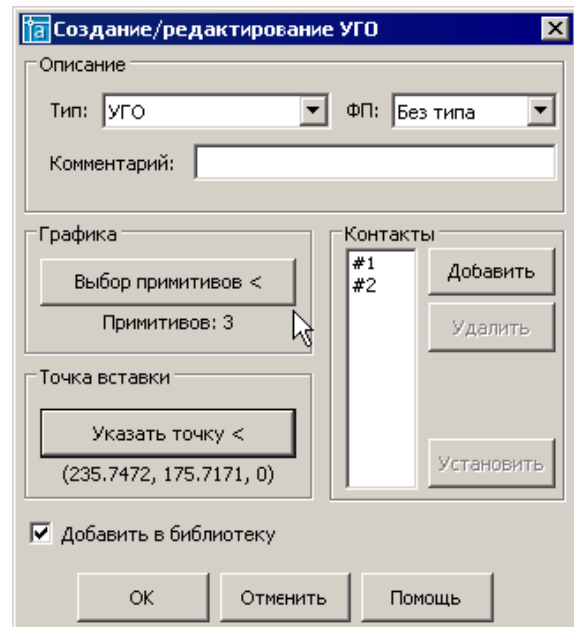 Создание/редактирование УГО
Описание
Тип: УГО ФП: Без типа
Комментарий:
Графика
Выбор примитивов <
Примитивов: 3
Точка вставки
Указать точку <
(235.7472, 175.7171, 0)
Контакты
#1
#2
Добавить
Удалить
Установить
Добавить в библиотеку
OK Отменить Помощь